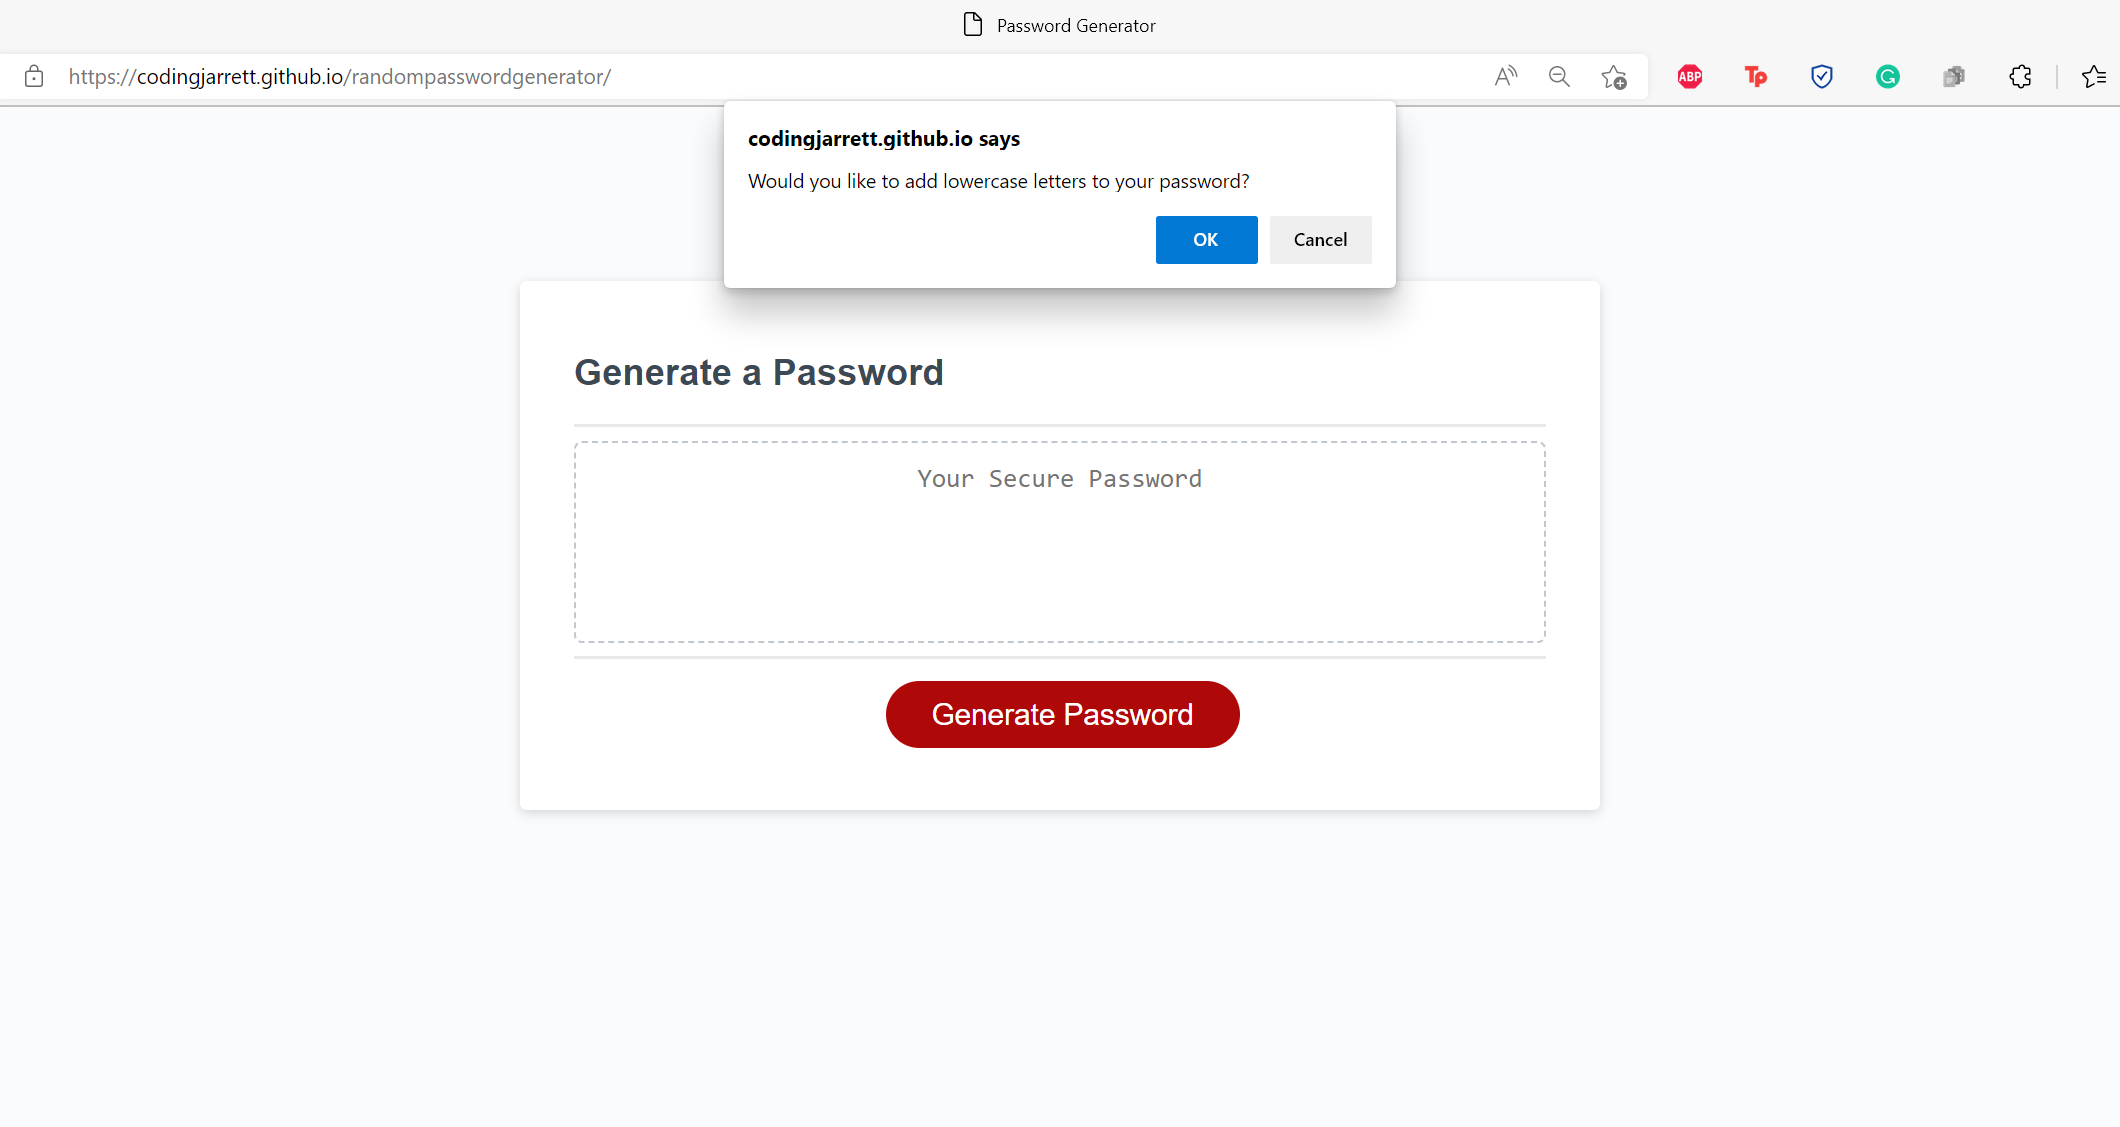 Password Generator
https://codingjarrett.github.io/randompasswordgenerator/
A
ABP
Tp
G
codingjarrett.github.io says
Would you like to add lowercase letters to your password?
OK Cancel
Generate a Password
Your Secure Password
Generate Password